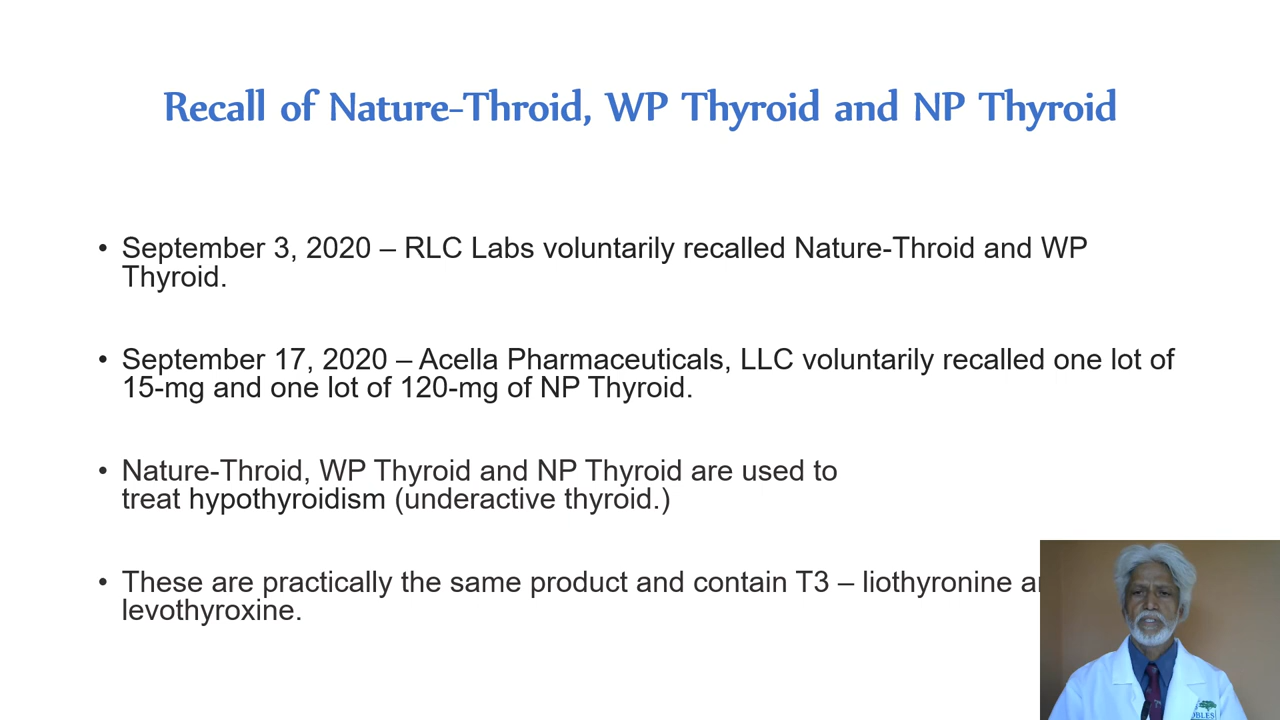 Recall of Nature-Throid, WP Thyroid and NP Thyroid
• September 3, 2020 – RLC Labs voluntarily recalled Nature-Throid and WP
Thyroid.
• September 17, 2020 – Acella Pharmaceuticals, LLC voluntarily recalled one lot of
15-mg and one lot of 120-mg of NP Thyroid.
• Nature-Throid, WP Thyroid and NP Thyroid are used to
treat hypothyroidism (underactive thyroid.)
• These are practically the same product and contain T3 – liothyronine
levothyroxine.